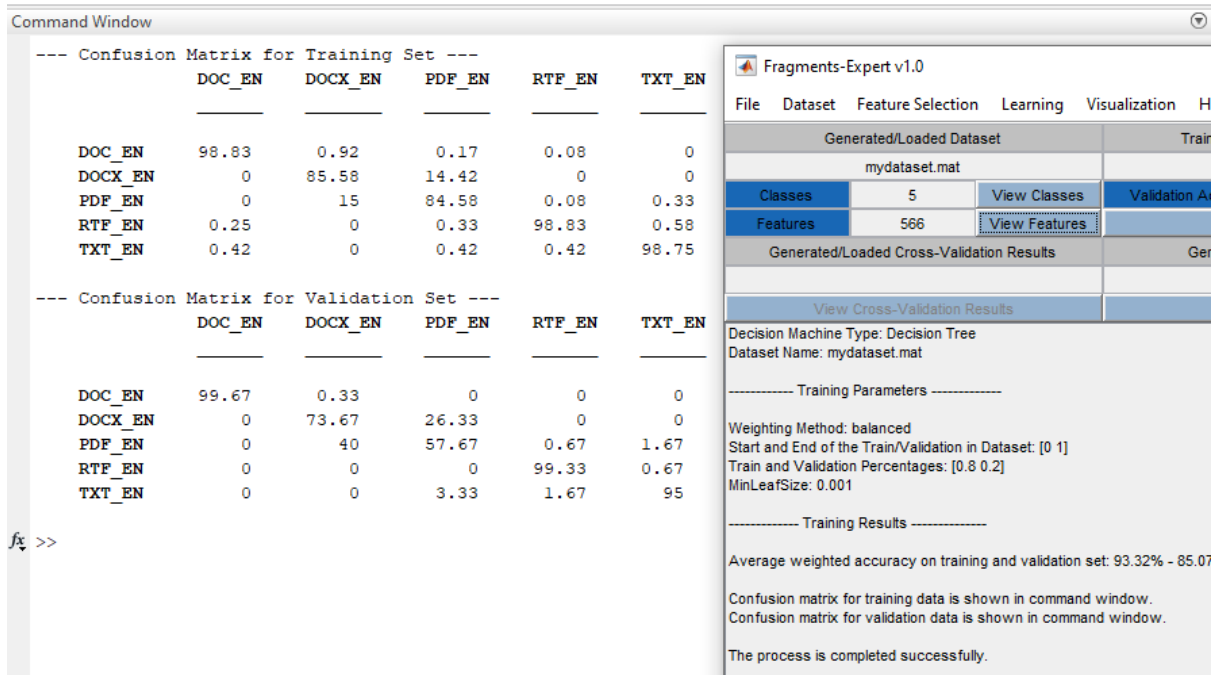 Command Window
--- Confusion Matrix for Training Set ---
DOC_EN DOCX_EN PDF_EN RTF_EN TXT_EN
DOC_EN 98.83 0.92 0.17 0.08 0
DOCX_EN 0 85.58 14.42 0 0
PDF_EN 0 15 84.58 0.08 0.33
RTF_EN 0.25 0 0.33 98.83 0.58
TXT_EN 0.42 0 0.42 0.42 98.75
--- Confusion Matrix for Validation Set ---
DOC_EN DOCX_EN PDF_EN RTF_EN TXT_EN
DOC_EN 99.67 0.33 0 0 0
DOCX_EN 0 73.67 26.33 0 0
PDF_EN 0 40 57.67 0.67 1.67
RTF_EN 0 0 0 99.33 0.67
TXT_EN 0 0 3.33 1.67 95
fx >>
Fragments-Expert v1.0
File Dataset Feature Selection Learning Visualization H
Generated/Loaded Dataset Train
mydataset.mat
Classes 5 View Classes Validation A
Features 566 View Features
Generated/Loaded Cross-Validation Results Ger
View Cross-Validation Results
Decision Machine Type: Decision Tree
Dataset Name: mydataset.mat
------------ Training Parameters -------------
Weighting Method: balanced
Start and End of the Train/Validation in Dataset: [0 1]
Train and Validation Percentages: [0.8 0.2]
MinLeafSize: 0.001
------------- Training Results --------------
Average weighted accuracy on training and validation set: 93.32% - 85.07
Confusion matrix for training data is shown in command window.
Confusion matrix for validation data is shown in command window.
The process is completed successfully.